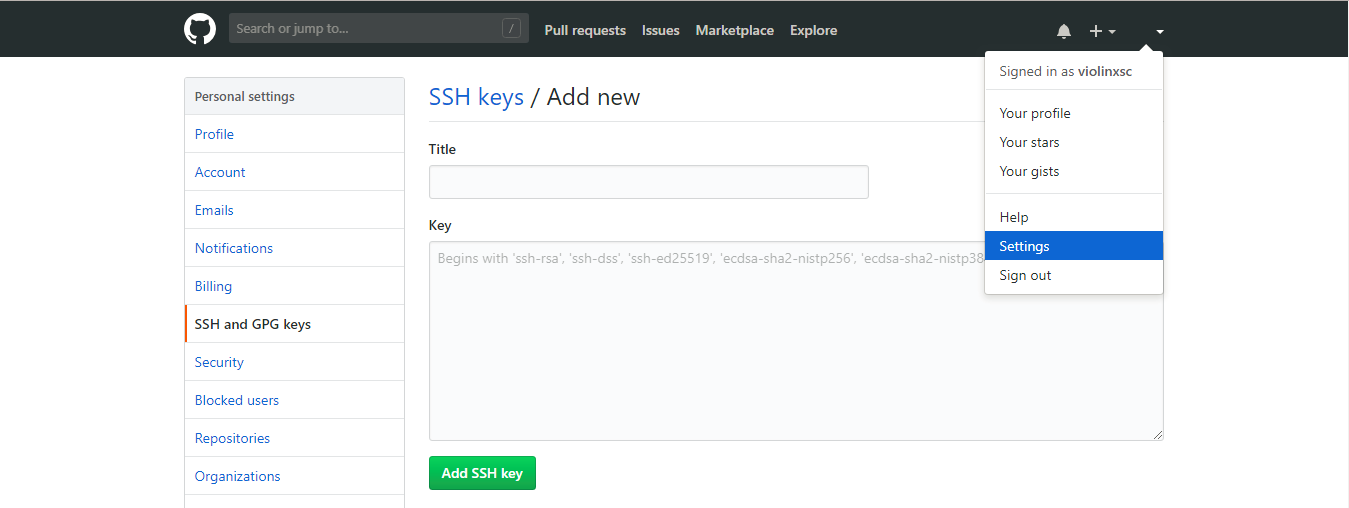 Search or jump to... /
Pull requests Issues Marketplace Explore
Signed in as violinxsc
Your profile
Your stars
Your gists
Help
Settings
Sign out
Personal settings
Profile
Account
Emails
Notifications
Billing
SSH and GPG keys
Security
Blocked users
Repositories
Organizations
SSH keys / Add new
Title
Key
Begins with 'ssh-rsa', 'ssh-dss', 'ssh-ed25519', 'ecdsa-sha2-nistp256', 'ecdsa-sha2-nistp38
Add SSH key